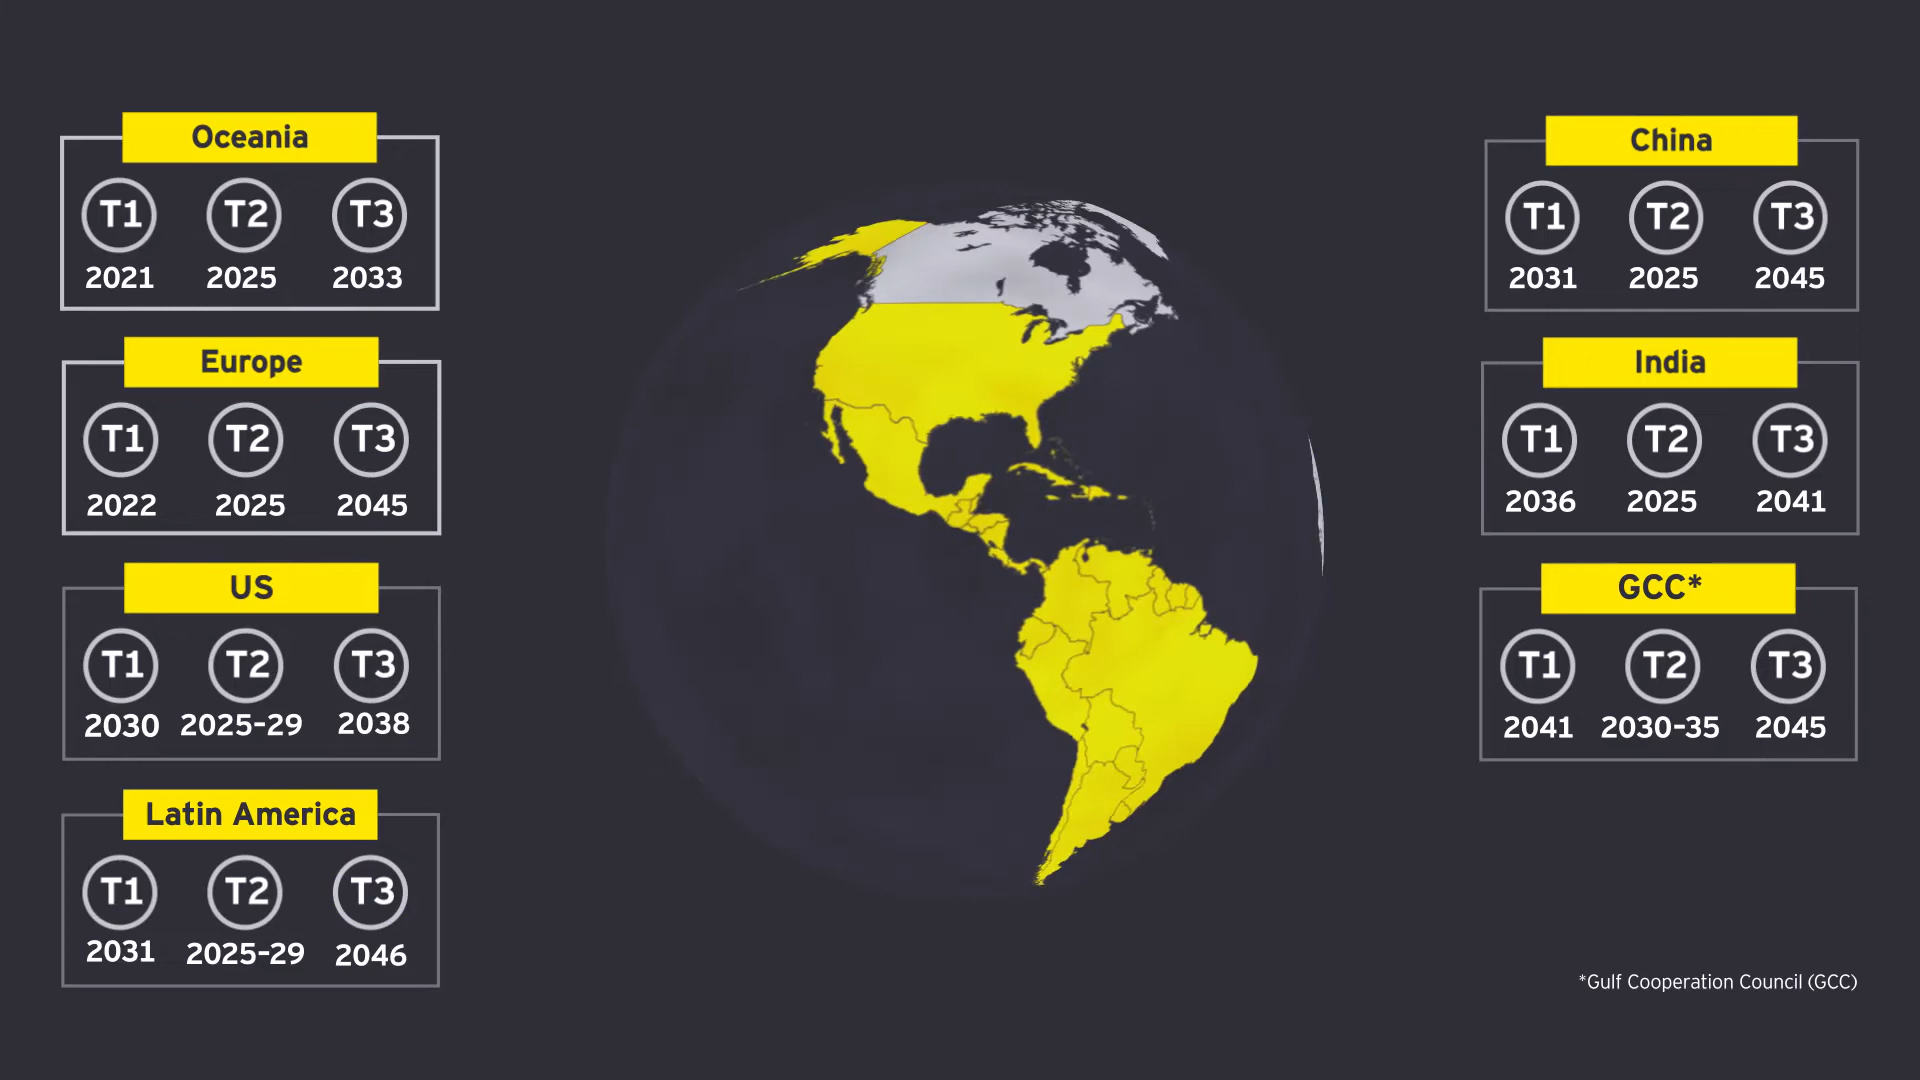 Oceania
T1 T2 T3
2021 2025 2033
Europe
T1 T2 T3
2022 2025 2045
US
T1 T2 T3
2030 2025-29 2038
Latin America
T1 T2 T3
2031 2025-29 2046
China
T1 T2 T3
2031 2025 2045
India
T1 T2 T3
2036 2025 2041
GCC*
T1 T2 T3
2041 2030-35 2045
*Gulf Cooperation Council (GCC)